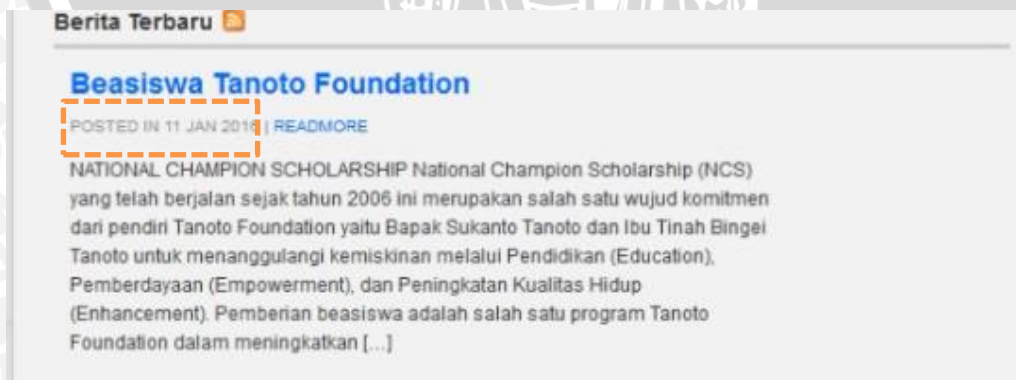 Berita Terbaru
Beasiswa Tanoto Foundation
POSTED IN 11 JAN 2016 | READMORE
NATIONAL CHAMPION SCHOLARSHIP National Champion Scholarship (NCS)
yang telah berjalan sejak tahun 2006 ini merupakan salah satu wujud komitmen
dari pendiri Tanoto Foundation yaitu Bapak Sukanto Tanoto dan Ibu Tinah Bingei
Tanoto untuk menanggulangi kemiskinan melalui Pendidikan (Education),
Pemberdayaan (Empowerment), dan Peningkatan Kualitas Hidup
(Enhancement). Pemberian beasiswa adalah salah satu program Tanoto
Foundation dalam meningkatkan [...]